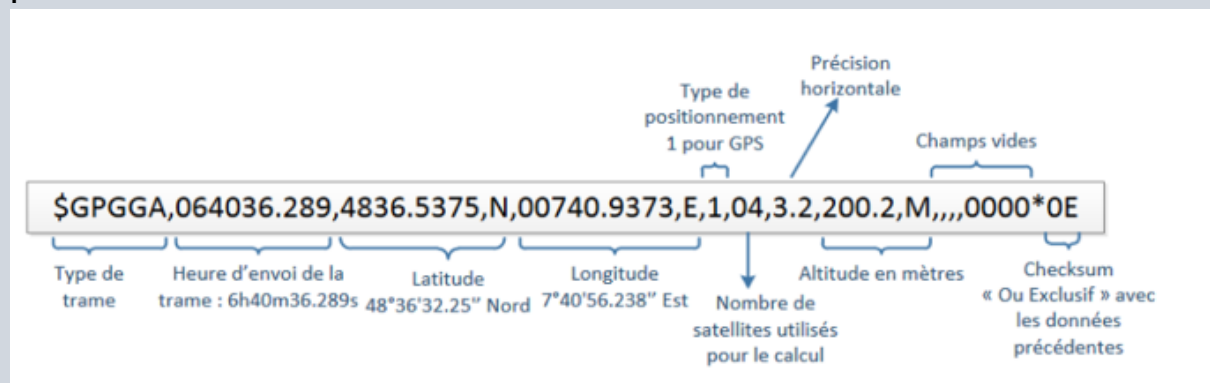 Précision
horizontale
Type de
positionnement
1 pour GPS
Champs vides
$GPGGA,064036.289,4836.5375,N,00740.9373,E,1,04,3.2,200.2,M,,,,0000*0E
Type de
trame
Heure d'envoi de la
trame : 6h40m36.289s
Latitude
48°36'32.25" Nord
Longitude
7°40'56.238" Est
Nombre de
satellites utilisés
pour le calcul
Altitude en mètres
Checksum
« Ou Exclusif » avec
les données
précédentes